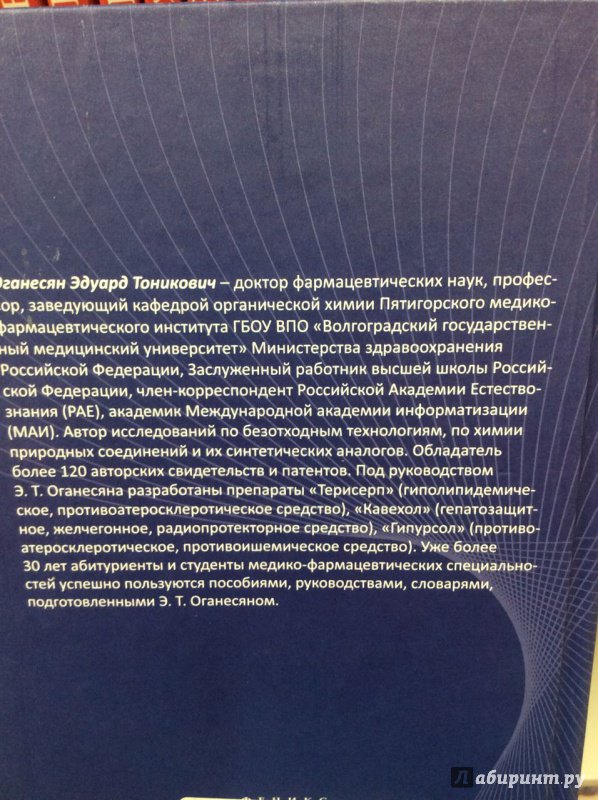 Оганесян Эдуард Тоникович – доктор фармацевтических наук, профес-
сор, заведующий кафедрой органической химии Пятигорского медико-
фармацевтического института ГБОУ ВПО «Волгоградский государствен-
ный медицинский университет» Министерства здравоохранения
Российской Федерации, Заслуженный работник высшей школы Россий-
ской Федерации, член-корреспондент Российской Академии Естество-
знания (РАЕ), академик Международной академии информатизации
(МАИ). Автор исследований по безотходным технологиям, по химии
природных соединений и их синтетических аналогов. Обладатель
более 120 авторских свидетельств и патентов. Под руководством
Э. Т. Оганесяна разработаны препараты «Терисерп» (гиполипидемиче-
ское, противоатеросклеротическое средство), «Кавехол» (гепатозащит-
ное, желчегонное, радиопротекторное средство), «Гипурсол» (противо-
атеросклеротическое, противоишемическое средство). Уже более
30 лет абитуриенты и студенты медико-фармацевтических специально-
стей успешно пользуются пособиями, руководствами, словарями,
подготовленными Э. Т. Оганесяном.
ФЕНИКС
Лабиринт.ру